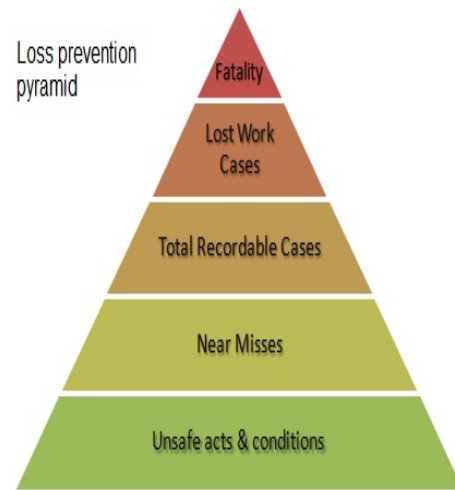 Loss prevention
pyramid
Fatality
Lost Work
Cases
Total Recordable Cases
Near Misses
Unsafe acts & conditions